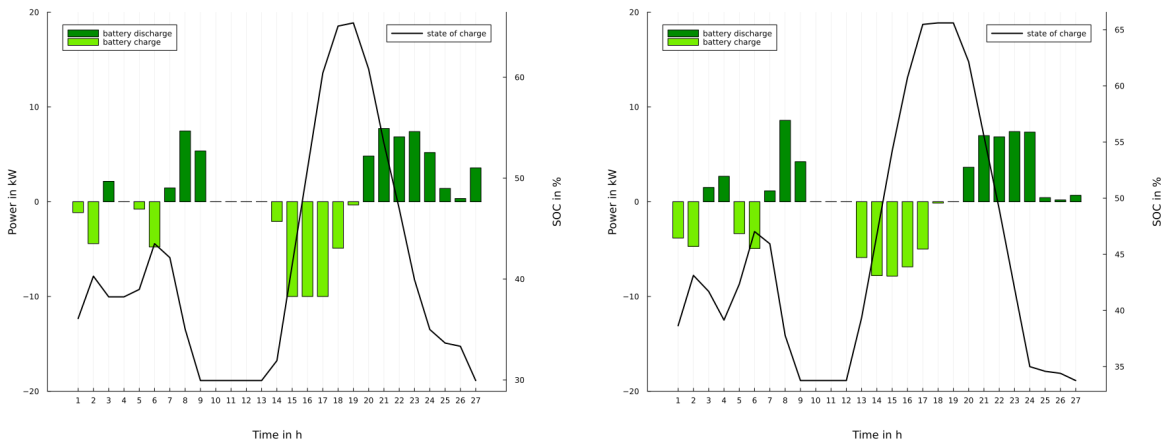 20
10
0
−10
−20
Power in kW
battery discharge
battery charge
state of charge
60
50
40
30
SOC in %
1 2 3 4 5 6 7 8 9 10 11 12 13 14 15 16 17 18 19 20 21 22 23 24 25 26 27
Time in h
20
10
0
−10
−20
Power in kW
battery discharge
battery charge
state of charge
65
60
55
50
45
40
35
SOC in %
1 2 3 4 5 6 7 8 9 10 11 12 13 14 15 16 17 18 19 20 21 22 23 24 25 26 27
Time in h